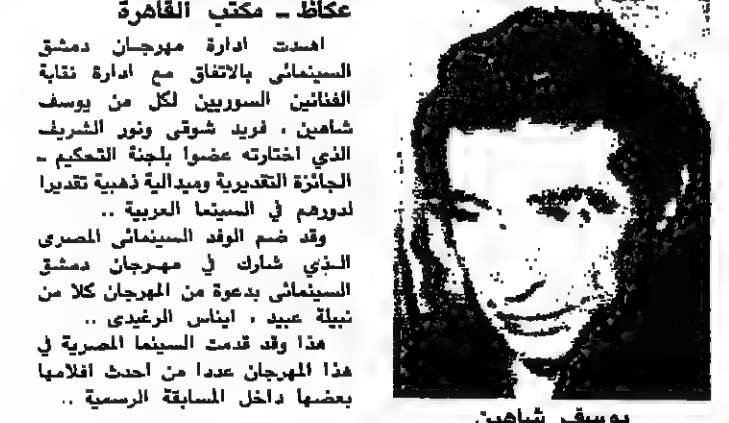 عكاظ - مكتب القاهرة
اهدت ادارة مهرجان دمشق
السينمائى بالاتفاق مع ادارة نقابة
الفنانين السوريين لكل من يوسف
شاهين ، فريد شوقى ونور الشريف
الذي اختارته عضوا بلجنة التحكيم -
الجائزة التقديرية وميدالية ذهبية تقديرا
لدورهم في السينما العربية ..
وقد ضم الوفد السينمائى المصرى
الذي شارك في مهرجان دمشق
السينمائى بدعوة من المهرجان كلا من
نبيلة عبيد ، ايناس الرغيدى ..
هذا وقد قدمت السينما المصرية في
هذا المهرجان عددا من احدث افلامها
بعضها داخل المسابقة الرسمية ..
يوسف شاهين